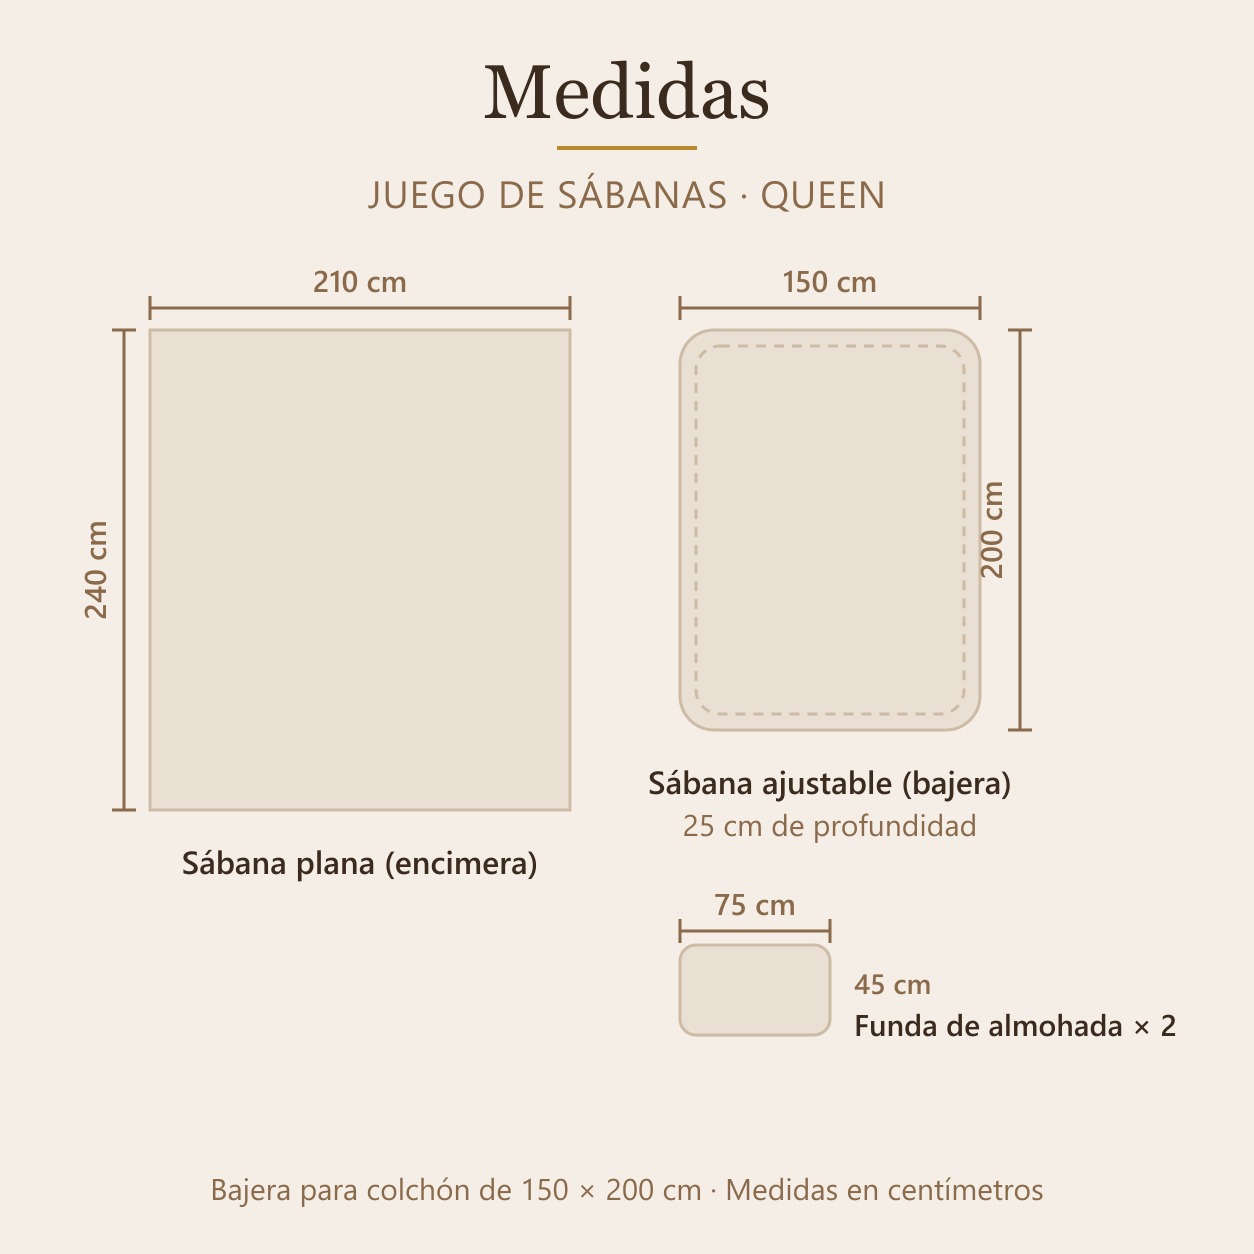 Medidas
JUEGO DE SÁBANAS · QUEEN
210 cm
240 cm
Sábana plana (encimera)
150 cm
200 cm
Sábana ajustable (bajera)
25 cm de profundidad
75 cm
45 cm
Funda de almohada × 2
Bajera para colchón de 150 × 200 cm · Medidas en centímetros